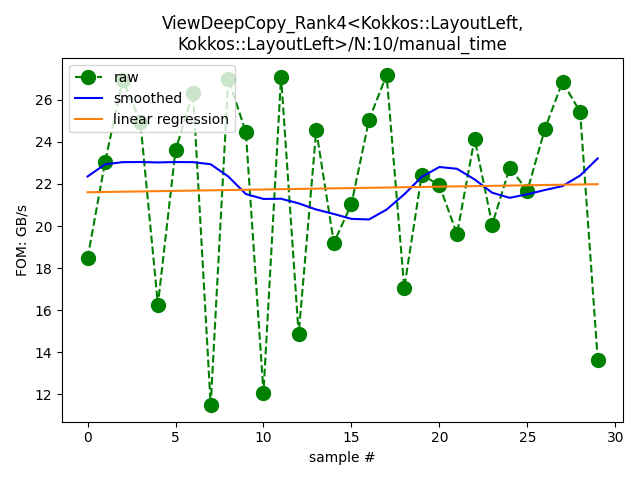 ViewDeepCopy_Rank4<Kokkos::LayoutLeft,
Kokkos::LayoutLeft>/N:10/manual_time
raw
smoothed
linear regression
FOM: GB/s
26
24
22
20
18
16
14
12
0 5 10 15 20 25 30
sample #